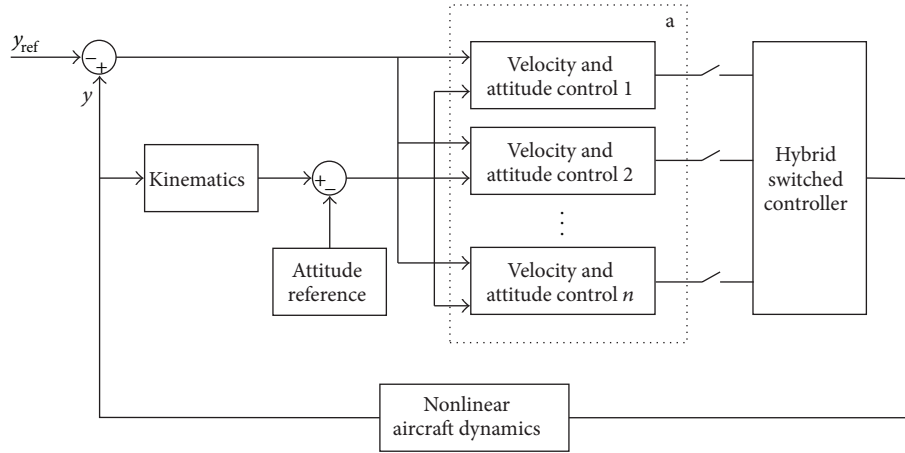 a
y_ref
− +
y
Velocity and
attitude control 1
Velocity and
attitude control 2
⋮
Velocity and
attitude control n
Hybrid
switched
controller
Kinematics
+ −
Attitude
reference
Nonlinear
aircraft dynamics